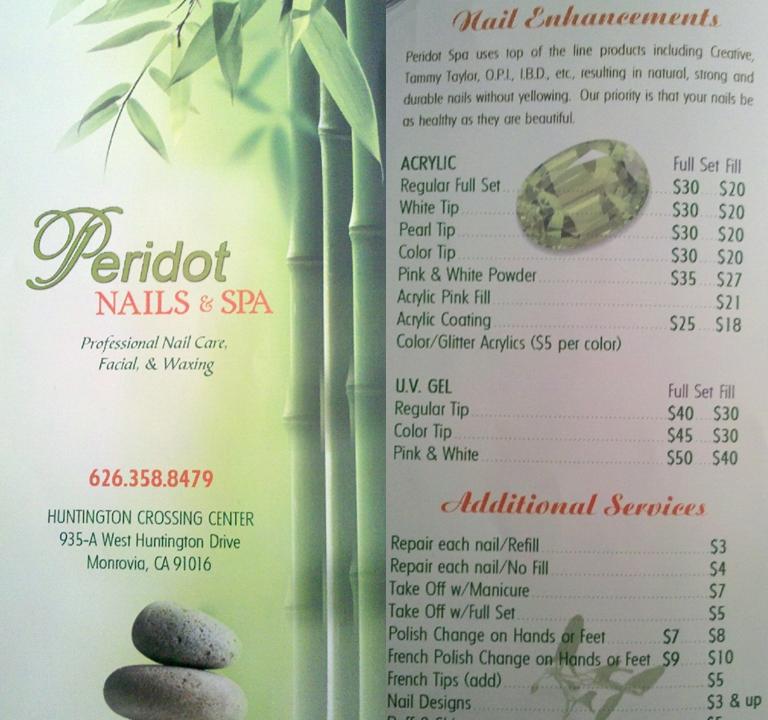 Peridot
NAILS & SPA
Professional Nail Care,
Facial, & Waxing
626.358.8479
HUNTINGTON CROSSING CENTER
935-A West Huntington Drive
Monrovia, CA 91016
Nail Enhancements
Peridot Spa uses top of the line products including Creative,
Tammy Taylor, O.P.I., I.B.D., etc., resulting in natural, strong and
durable nails without yellowing. Our priority is that your nails be
as healthy as they are beautiful.
ACRYLIC Full Set Fill
Regular Full Set $30 $20
White Tip $30 $20
Pearl Tip $30 $20
Color Tip $30 $20
Pink & White Powder $35 $27
Acrylic Pink Fill $21
Acrylic Coating $25 $18
Color/Glitter Acrylics ($5 per color)
U.V. GEL Full Set Fill
Regular Tip $40 $30
Color Tip $45 $30
Pink & White $50 $40
Additional Services
Repair each nail/Refill $3
Repair each nail/No Fill $4
Take Off w/Manicure $7
Take Off w/Full Set $5
Polish Change on Hands or Feet $7 $8
French Polish Change on Hands or Feet $9 $10
French Tips (add) $5
Nail Designs $3 & up